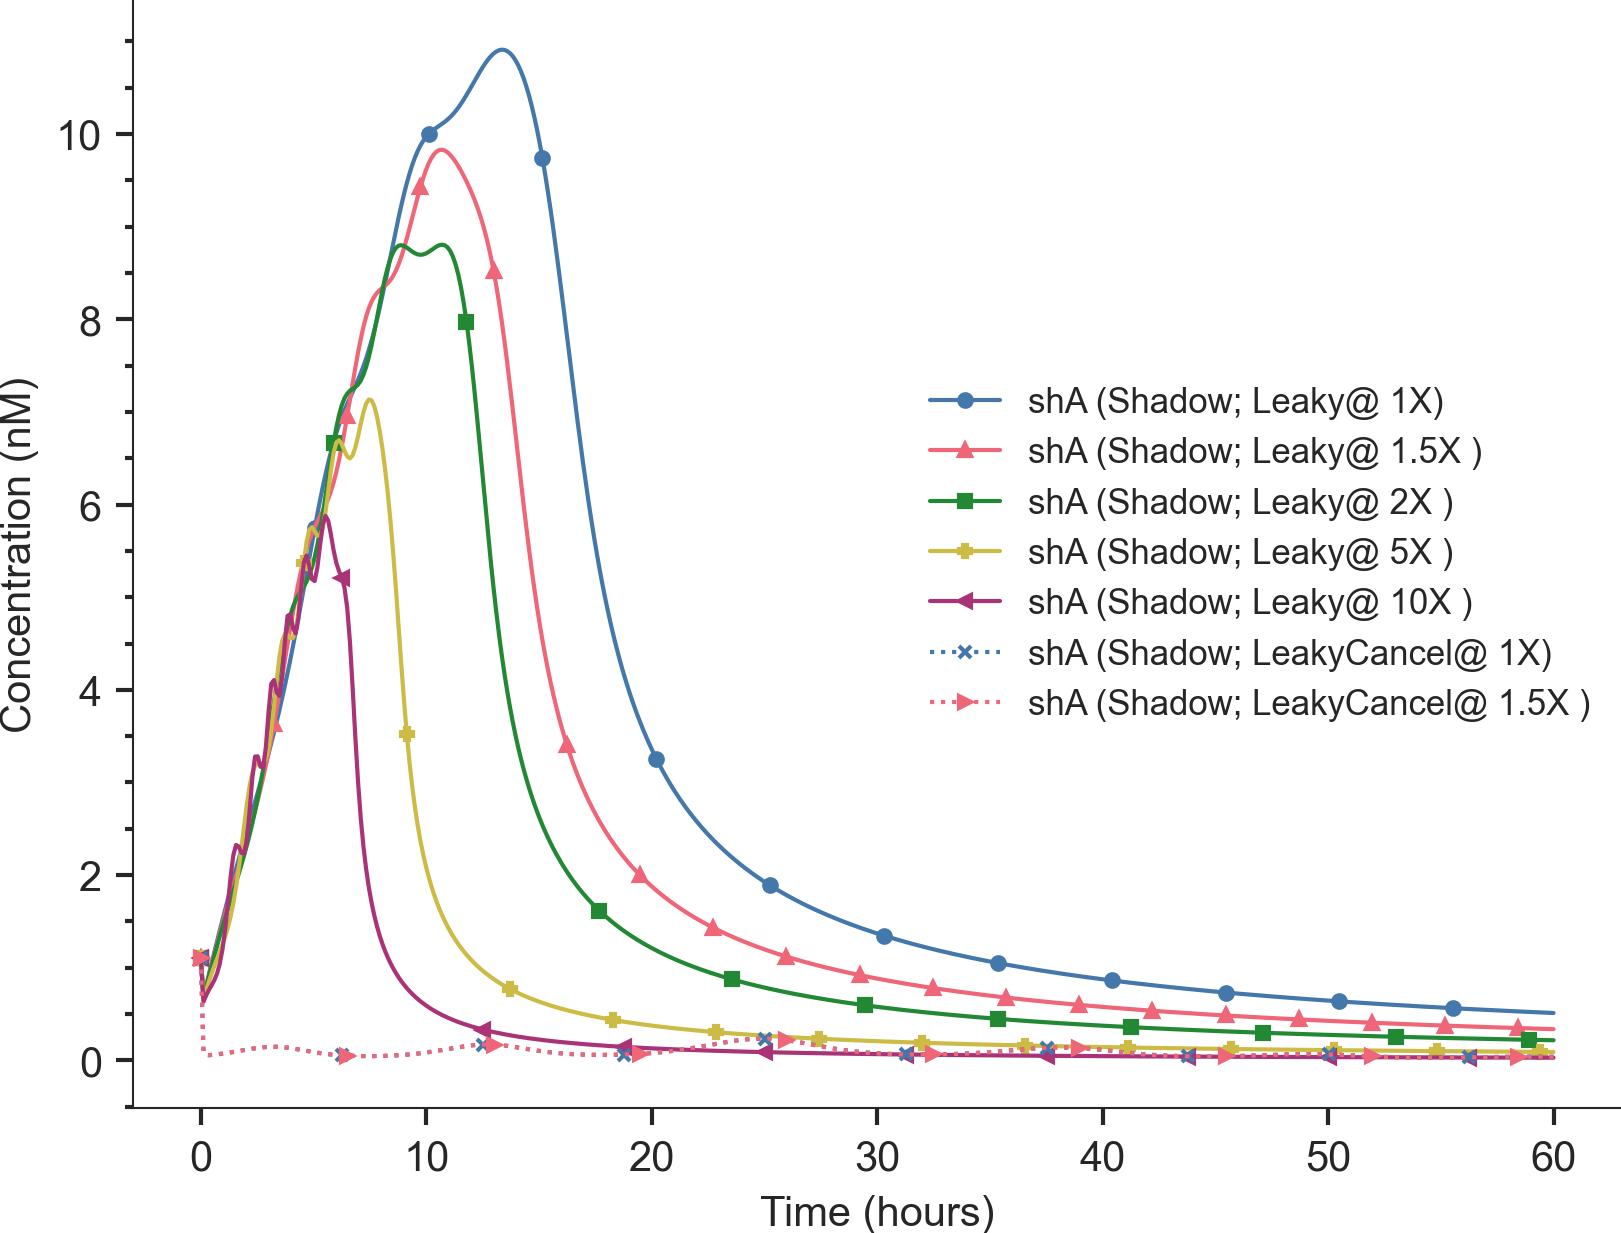 Concentration (nM)
10
8
6
4
2
0
shA (Shadow; Leaky@ 1X)
shA (Shadow; Leaky@ 1.5X )
shA (Shadow; Leaky@ 2X )
shA (Shadow; Leaky@ 5X )
shA (Shadow; Leaky@ 10X )
shA (Shadow; LeakyCancel@ 1X)
shA (Shadow; LeakyCancel@ 1.5X )
0 10 20 30 40 50 60
Time (hours)